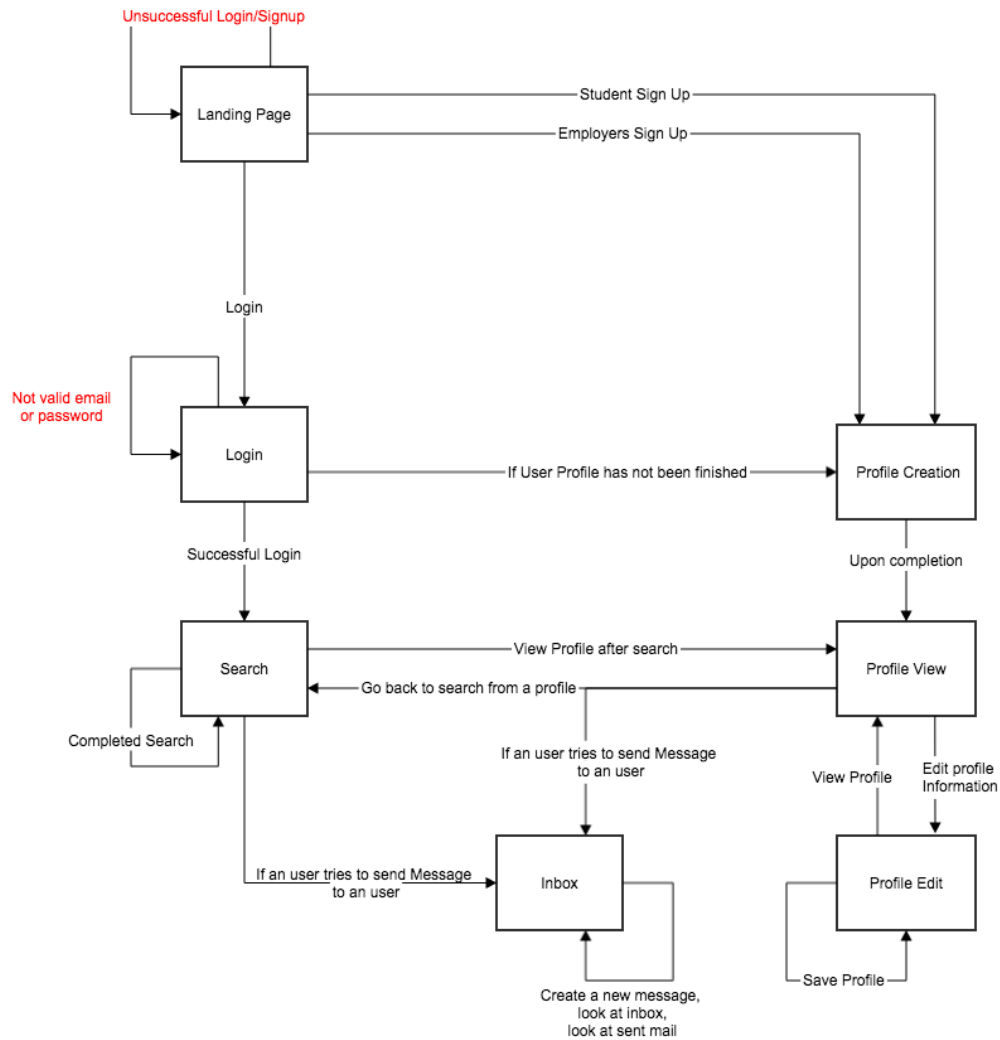 Unsuccessful Login/Signup
Landing Page
Student Sign Up
Employers Sign Up
Login
Not valid email
or password
Login
If User Profile has not been finished
Profile Creation
Successful Login
Upon completion
Search
View Profile after search
Profile View
Go back to search from a profile
Completed Search
If an user tries to send Message
to an user
View Profile
Edit profile
Information
If an user tries to send Message
to an user
Inbox
Profile Edit
Save Profile
Create a new message,
look at inbox,
look at sent mail